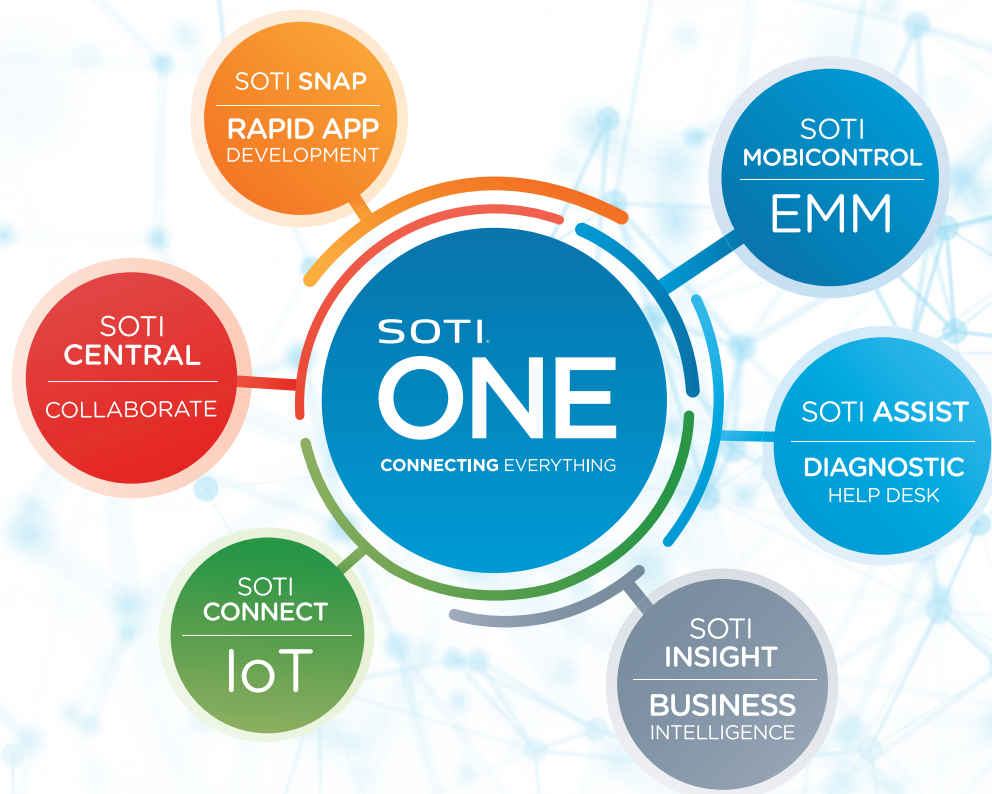 SOTI SNAP
RAPID APP
DEVELOPMENT
SOTI
MOBICONTROL
EMM
SOTI
CENTRAL
COLLABORATE
SOTI.
ONE
CONNECTING EVERYTHING
SOTI ASSIST
DIAGNOSTIC
HELP DESK
SOTI
CONNECT
IoT
SOTI
INSIGHT
BUSINESS
INTELLIGENCE